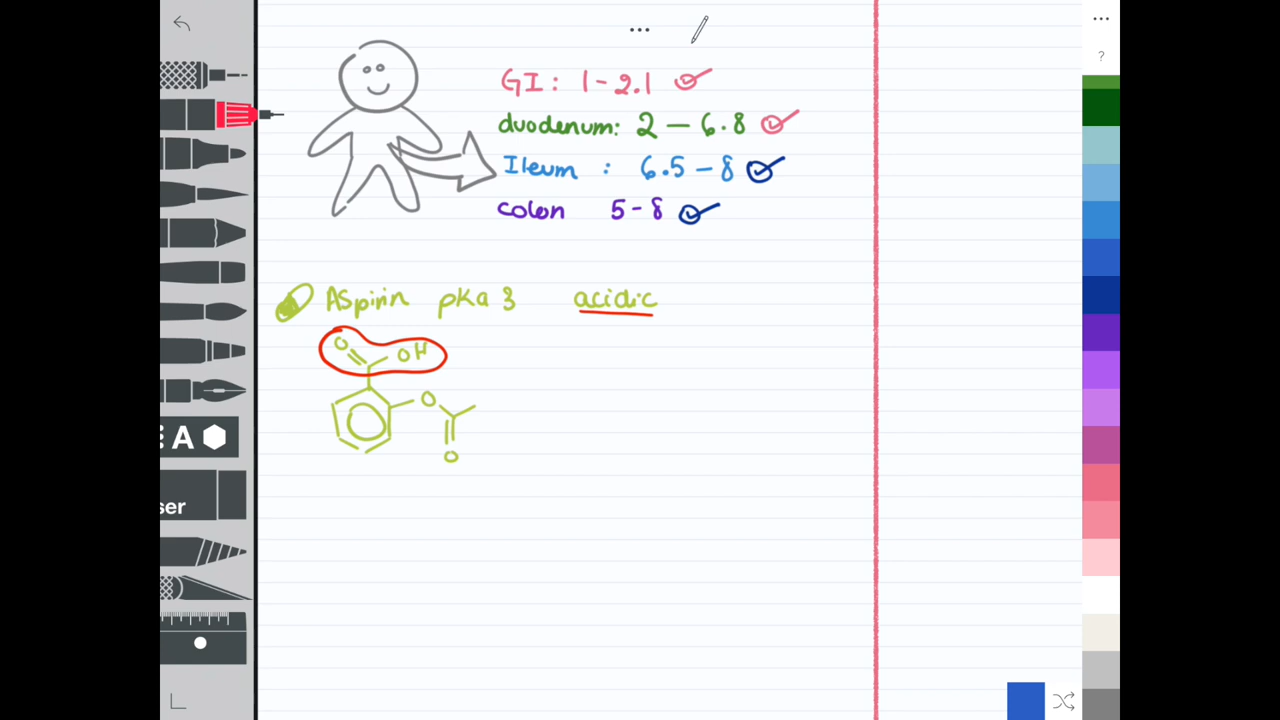 GI: 1-2.1
duodenum: 2-6.8
Ileum : 6.5-8
colon 5-8
Aspirin pKa 3 acidic
O
OH
O
O
A
ser
?